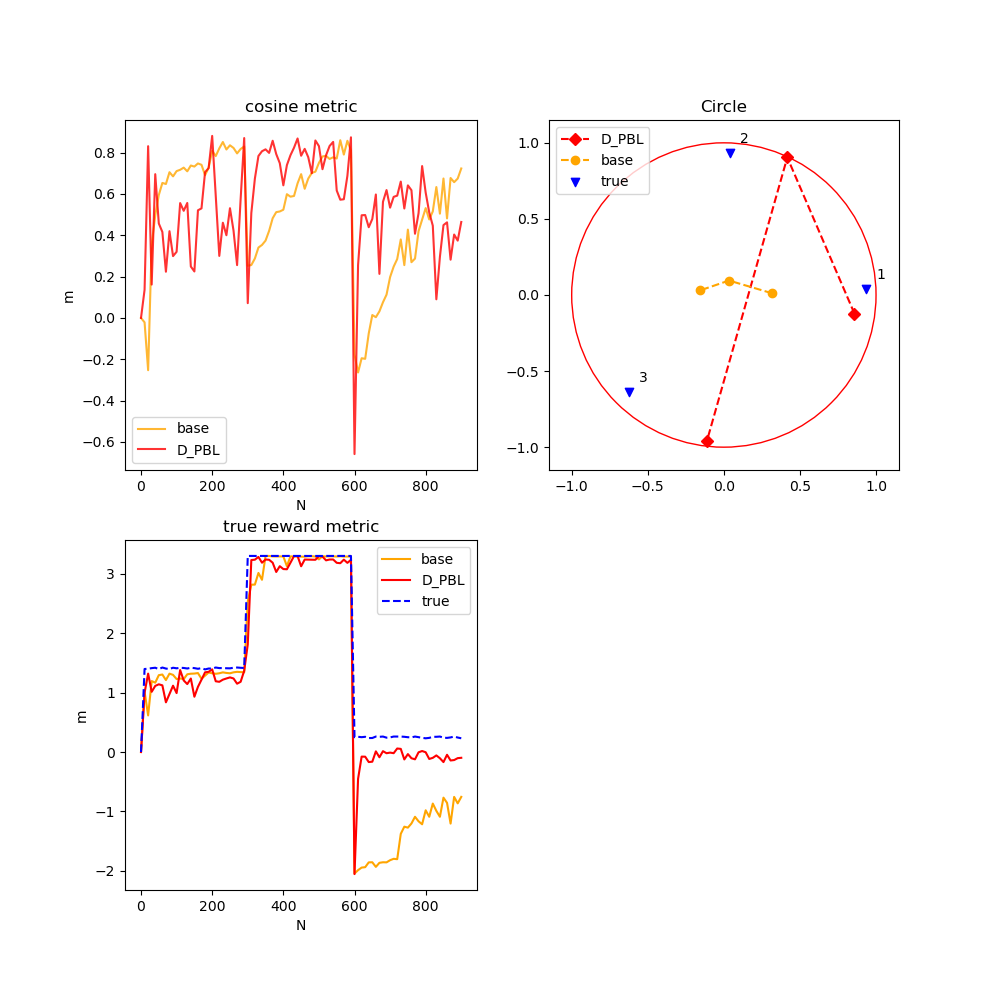 cosine metric
0.8
0.6
0.4
0.2
0.0
−0.2
−0.4
−0.6
m
base
D_PBL
0 200 400 600 800
N
Circle
1.0
0.5
0.0
−0.5
−1.0
D_PBL
base
true
2
1
3
−1.0 −0.5 0.0 0.5 1.0
true reward metric
3
2
1
0
−1
−2
m
base
D_PBL
true
0 200 400 600 800
N